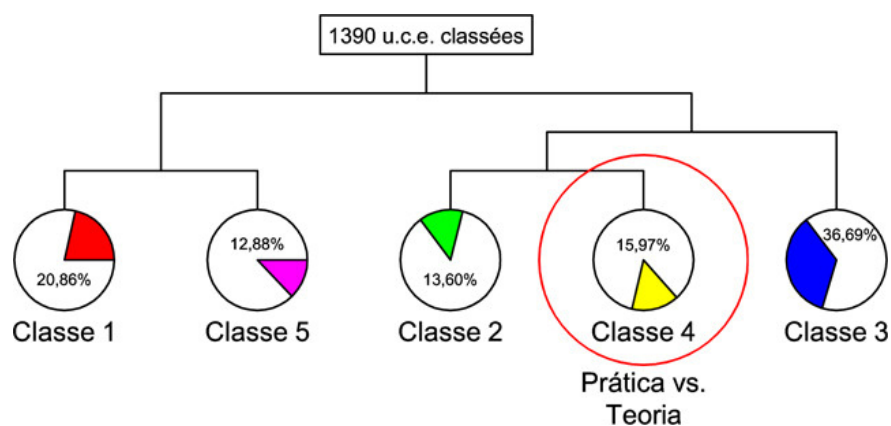 1390 u.c.e. classées
20,86%
12,88%
13,60%
15,97%
36,69%
Classe 1
Classe 5
Classe 2
Classe 4
Classe 3
Prática vs.
Teoria